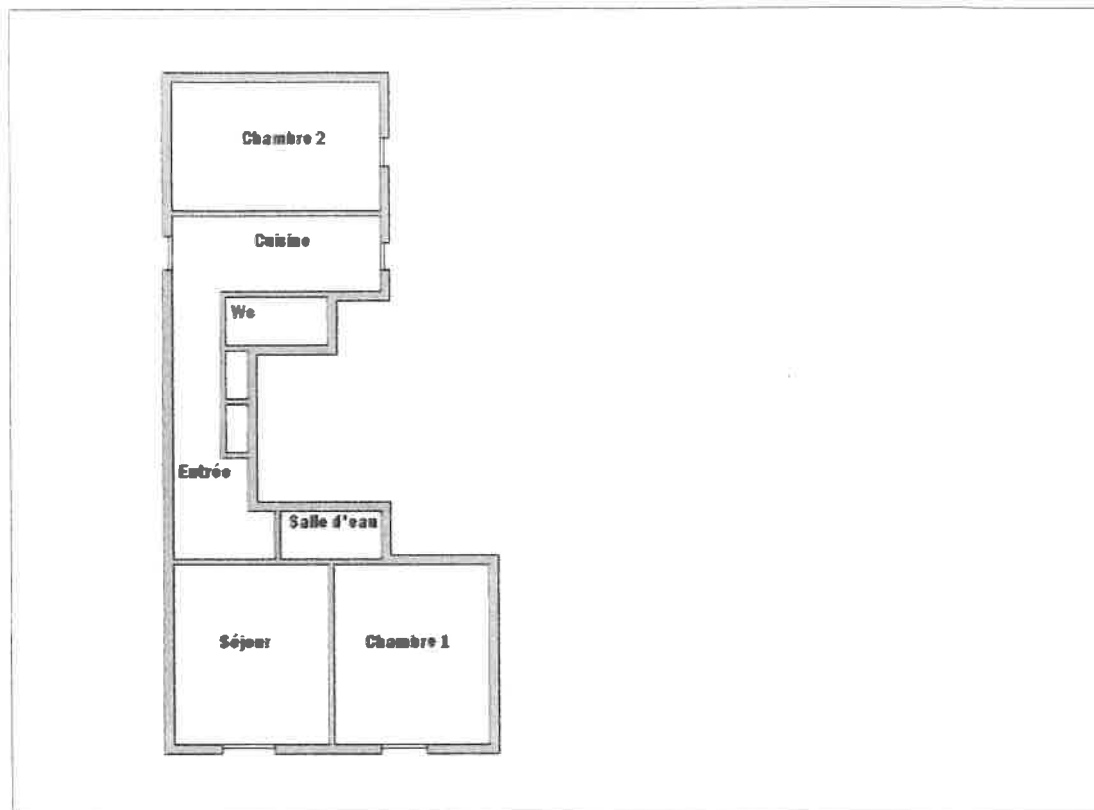 Chambre 2
Cuisine
Wc
Entrée
Salle d'eau
Séjour
Chambre 1